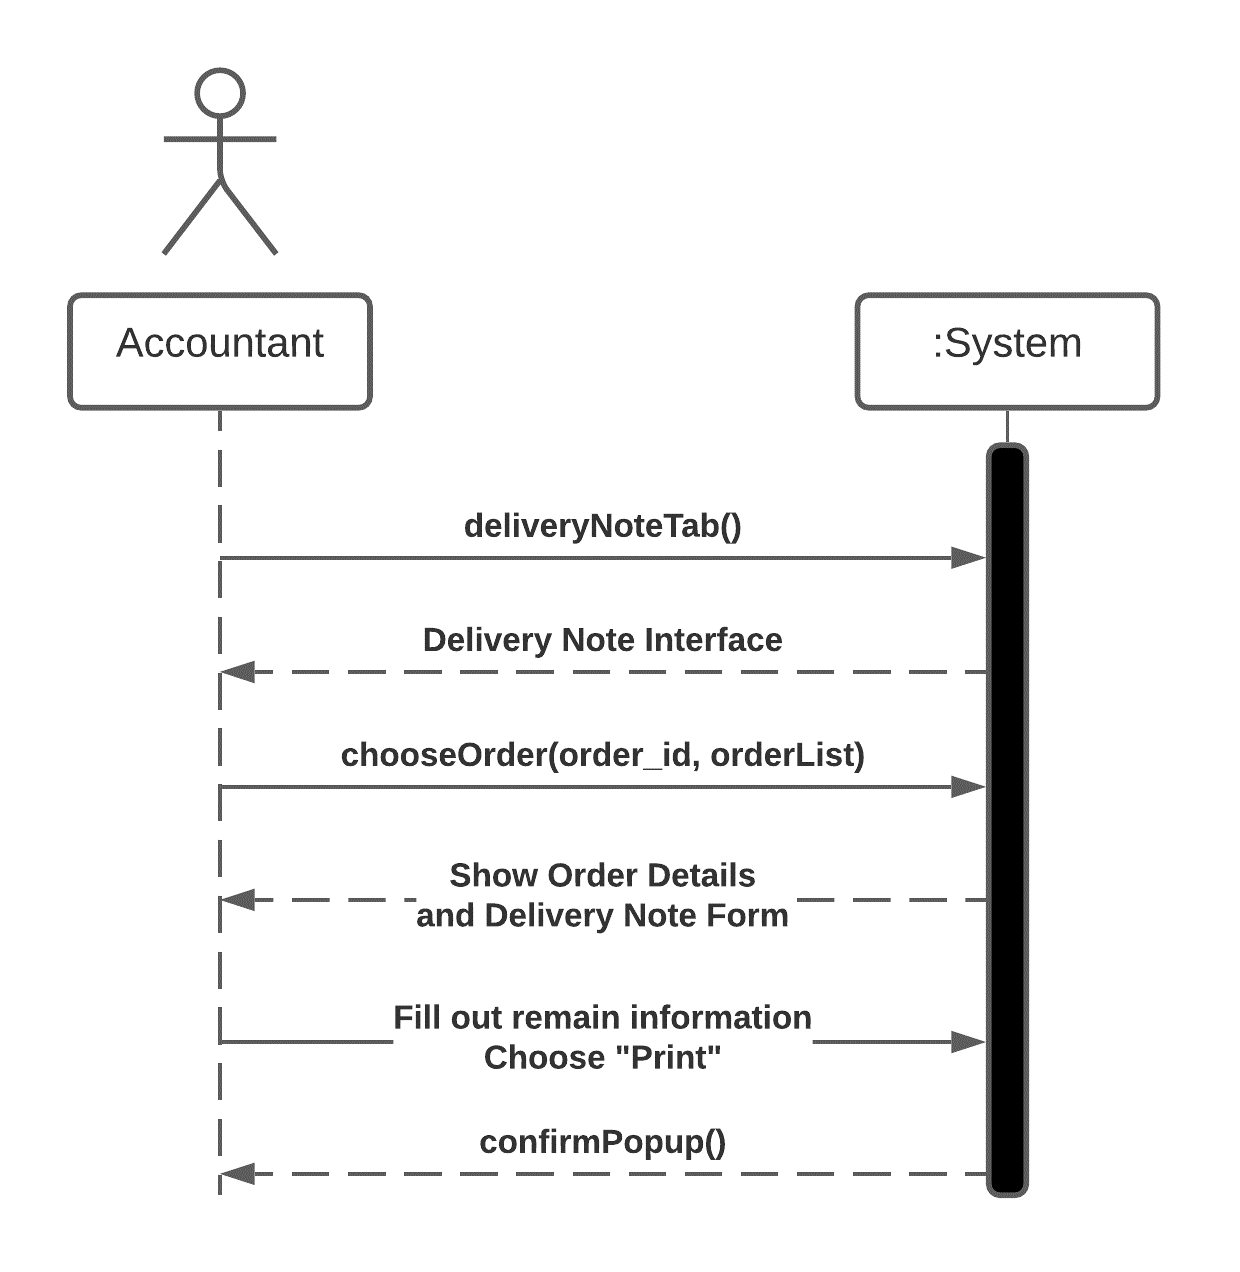 Accountant
:System
deliveryNoteTab()
Delivery Note Interface
chooseOrder(order_id, orderList)
Show Order Details
and Delivery Note Form
Fill out remain information
Choose "Print"
confirmPopup()